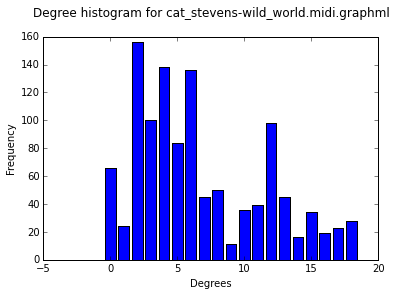 Degree histogram for cat_stevens-wild_world.midi.graphml
160
140
120
100
80
60
40
20
0
Frequency
-5 0 5 10 15 20
Degrees